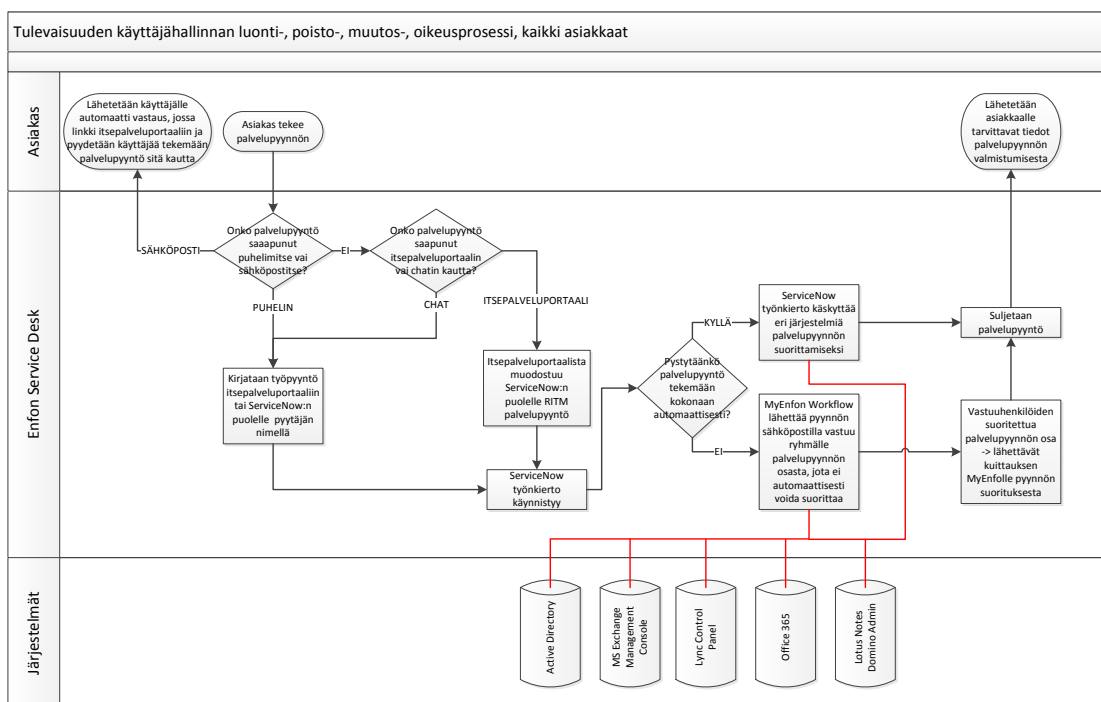 Tulevaisuuden käyttäjähallinnan luonti-, poisto-, muutos-, oikeusprosessi, kaikki asiakkaat
Asiakas
Lähetetään käyttäjälle
automaatti vastaus, jossa
linkki itsepalveluportaaliin ja
pyydetään käyttäjää tekemään
palvelupyyntö sitä kautta
Asiakas tekee
palvelupyynnön
Lähetetään
asiakkaalle
tarvittavat tiedot
palvelupyynnön
valmistumisesta
Enfon Service Desk
Onko palvelupyyntö
saaapunut
puhelimitse vai
sähköpostitse?
SÄHKÖPOSTI
EI
PUHELIN
Onko palvelupyyntö
saapunut
itsepalveluportaalin
vai chatin kautta?
CHAT
ITSEPALVELUPORTAALI
Kirjataan työpyyntö
itsepalveluportaaliin
tai ServiceNow:n
puolelle pyytäjän
nimellä
Itsepalveluportaalista
muodostuu
ServiceNow:n
puolelle RITM
palvelupyyntö
ServiceNow
työnkierto
käynnistyy
Pystytäänkö
palvelupyyntö
tekemään
kokonaan
automaattisesti?
KYLLÄ
EI
ServiceNow
työnkierto käskyttää
eri järjestelmiä
palvelupyynnön
suorittamiseksi
MyEnfon Workflow
lähettää pyynnön
sähköpostilla vastuu
ryhmälle
palvelupyynnön
osasta, jota ei
automaattisesti
voida suorittaa
Suljetaan
palvelupyyntö
Vastuuhenkilöiden
suoritettua
palvelupyynnön osa
-> lähettävät
kuittauksen
MyEnfolle pyynnön
suorituksesta
Järjestelmät
Active Directory
MS Exchange
Management
Console
Lync Control
Panel
Office 365
Lotus Notes
Domino Admin